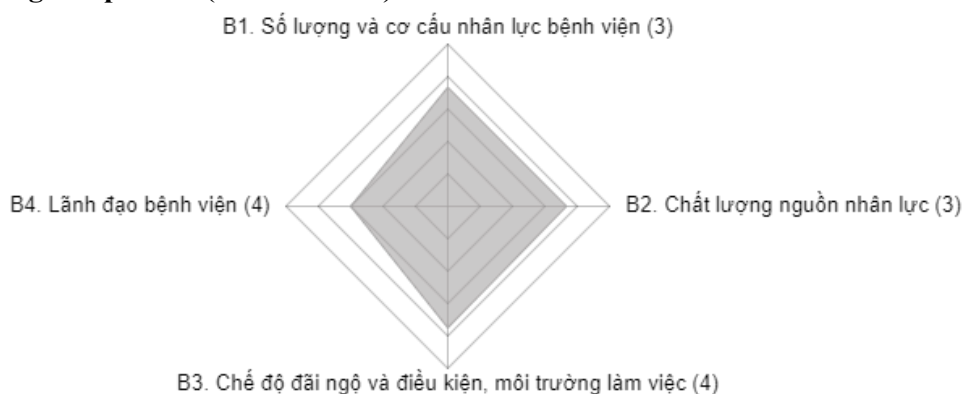 B1. Số lượng và cơ cấu nhân lực bệnh viện (3)
B4. Lãnh đạo bệnh viện (4)
B2. Chất lượng nguồn nhân lực (3)
B3. Chế độ đãi ngộ và điều kiện, môi trường làm việc (4)